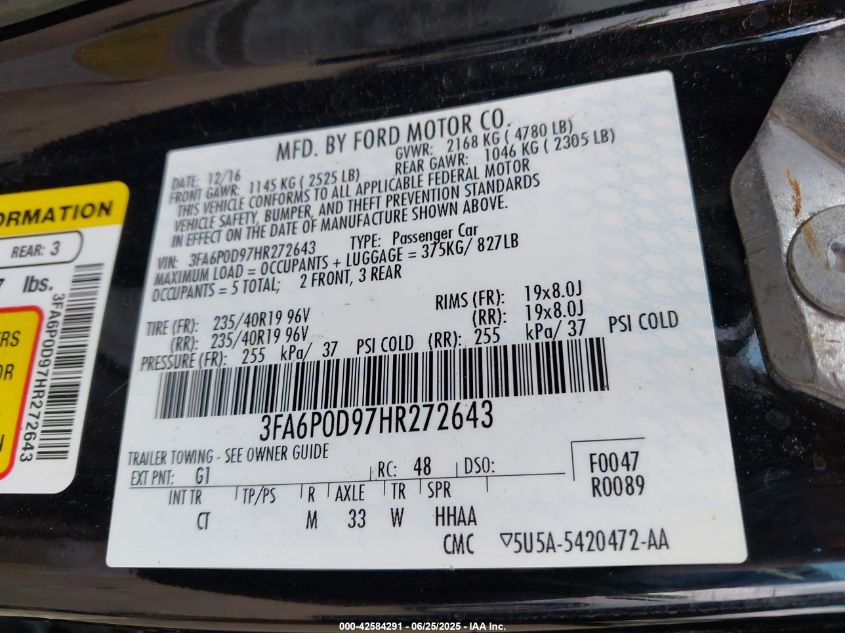 MFD. BY FORD MOTOR CO.
DATE: 12/16 GVWR: 2168 KG ( 4780 LB)
FRONT GAWR: 1145 KG ( 2525 LB) REAR GAWR: 1046 KG ( 2305 LB)
THIS VEHICLE CONFORMS TO ALL APPLICABLE FEDERAL MOTOR
VEHICLE SAFETY, BUMPER, AND THEFT PREVENTION STANDARDS
IN EFFECT ON THE DATE OF MANUFACTURE SHOWN ABOVE.
VIN: 3FA6P0D97HR272643 TYPE: Passenger Car
MAXIMUM LOAD = OCCUPANTS + LUGGAGE = 375KG/ 827LB
OCCUPANTS = 5 TOTAL; 2 FRONT, 3 REAR
TIRE (FR): 235/40R19 96V RIMS (FR): 19x8.0J
(RR): 235/40R19 96V (RR): 19x8.0J
PRESSURE (FR): 255 kPa/ 37 PSI COLD (RR): 255 kPa/ 37 PSI COLD
3FA6P0D97HR272643
TRAILER TOWING - SEE OWNER GUIDE
EXT PNT: G1 RC: 48 DSO: F0047
R0089
INT TR TP/PS R AXLE TR SPR
CT M 33 W HHAA
CMC ▽5U5A-5420472-AA
ORMATION
REAR: 3
7 lbs.
ERS
OR
3FA6P0D97HR272643
000-42584291 - 06/25/2025 - IAA Inc.